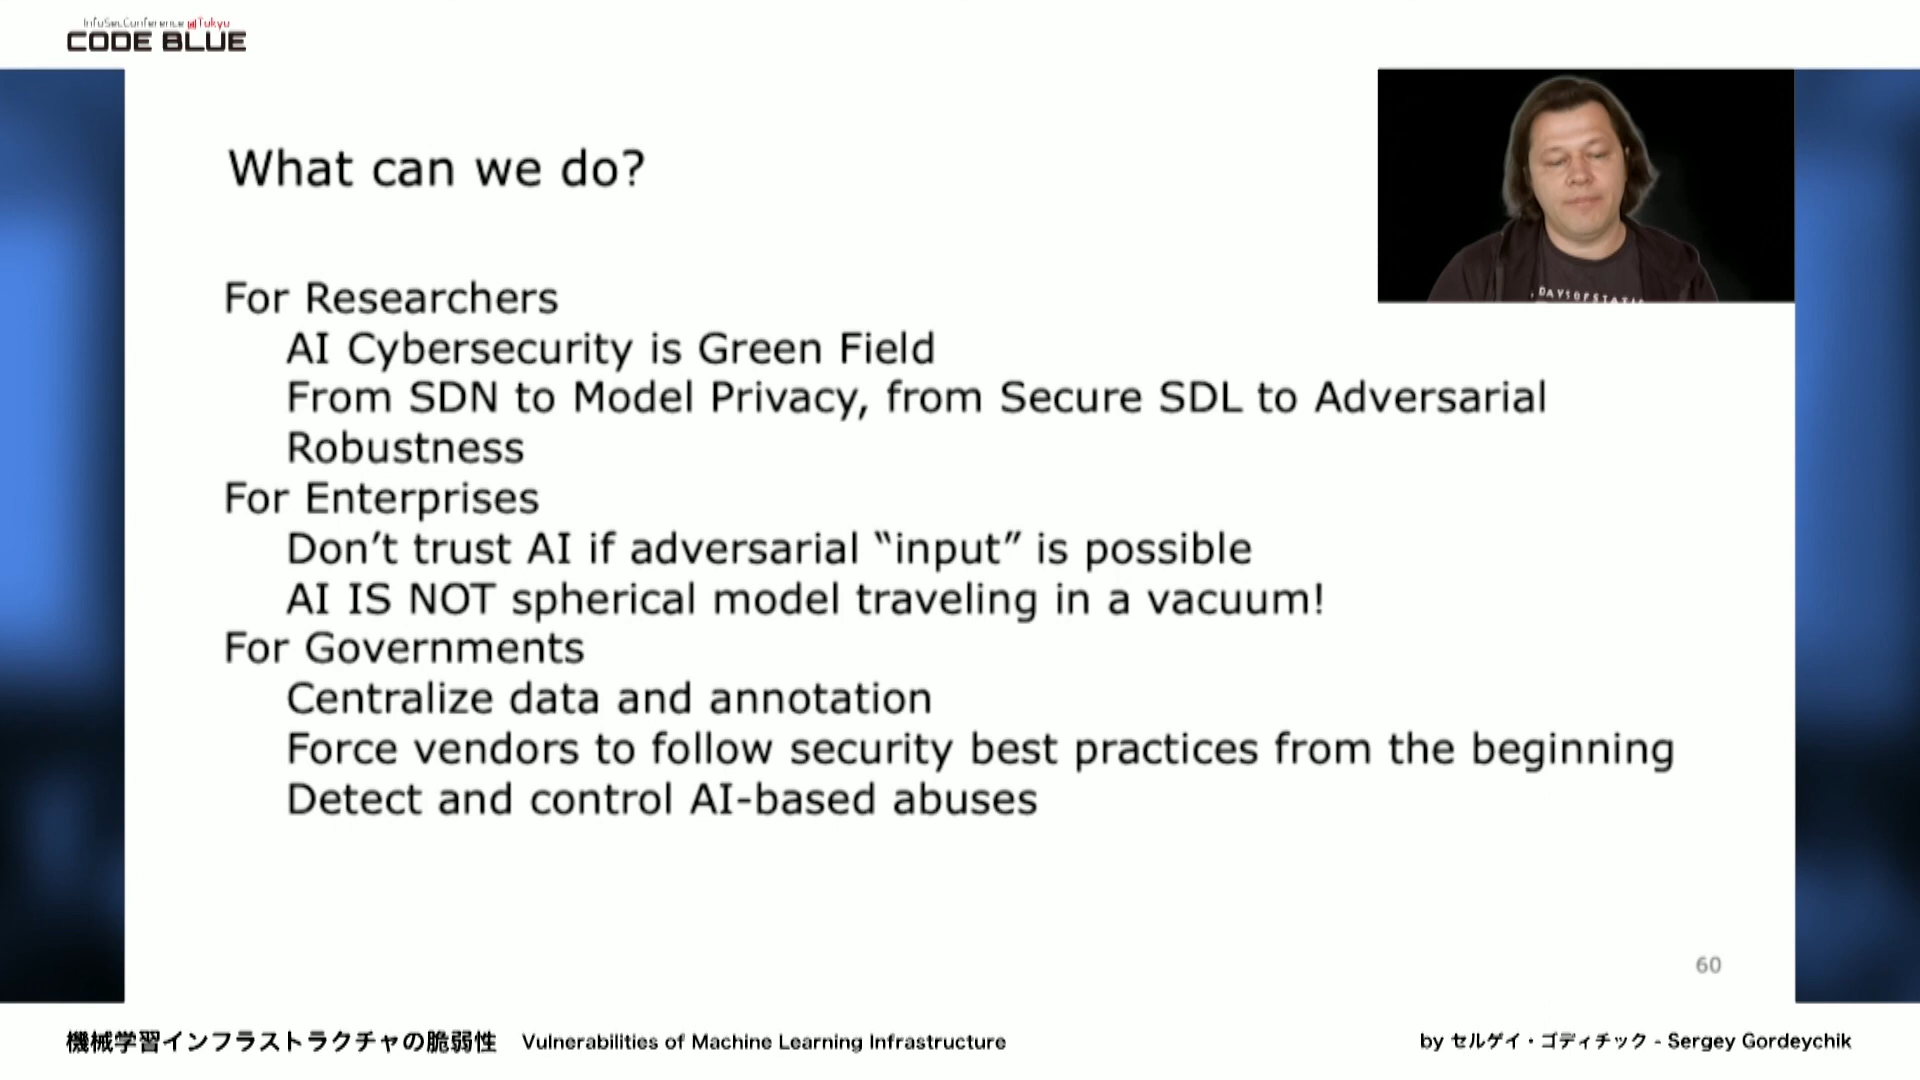 InfoSecConference @Tokyo
CODE BLUE
What can we do?
For Researchers
AI Cybersecurity is Green Field
From SDN to Model Privacy, from Secure SDL to Adversarial
Robustness
For Enterprises
Don’t trust AI if adversarial “input” is possible
AI IS NOT spherical model traveling in a vacuum!
For Governments
Centralize data and annotation
Force vendors to follow security best practices from the beginning
Detect and control AI-based abuses
60
機械学習インフラストラクチャの脆弱性 Vulnerabilities of Machine Learning Infrastructure
by セルゲイ・ゴディチック - Sergey Gordeychik